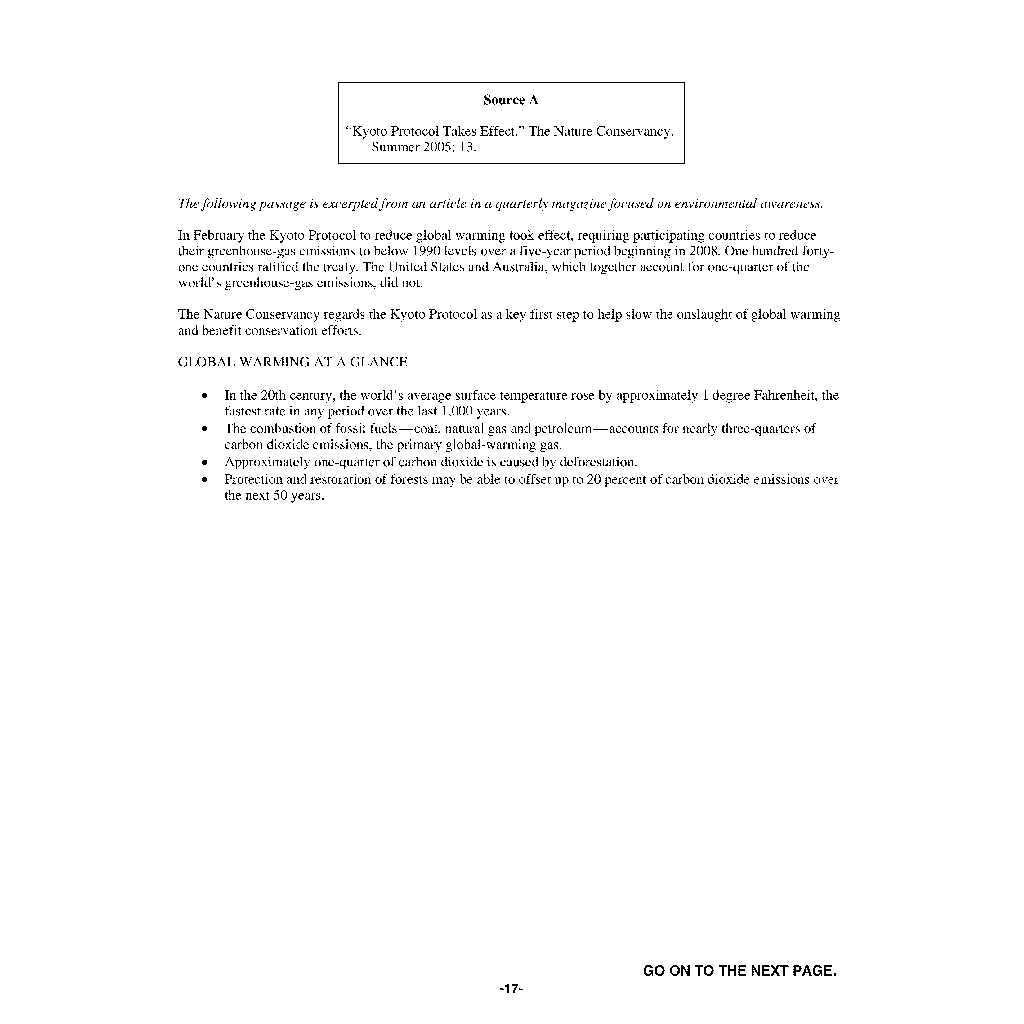 Source A
“Kyoto Protocol Takes Effect.” The Nature Conservancy.
Summer 2005: 13.
The following passage is excerpted from an article in a quarterly magazine focused on environmental awareness.
In February the Kyoto Protocol to reduce global warming took effect, requiring participating countries to reduce
their greenhouse-gas emissions to below 1990 levels over a five-year period beginning in 2008. One hundred forty-
one countries ratified the treaty. The United States and Australia, which together account for one-quarter of the
world’s greenhouse-gas emissions, did not.
The Nature Conservancy regards the Kyoto Protocol as a key first step to help slow the onslaught of global warming
and benefit conservation efforts.
GLOBAL WARMING AT A GLANCE
• In the 20th century, the world’s average surface temperature rose by approximately 1 degree Fahrenheit, the
fastest rate in any period over the last 1,000 years.
• The combustion of fossil fuels—coal, natural gas and petroleum—accounts for nearly three-quarters of
carbon dioxide emissions, the primary global-warming gas.
• Approximately one-quarter of carbon dioxide is caused by deforestation.
• Protection and restoration of forests may be able to offset up to 20 percent of carbon dioxide emissions over
the next 50 years.
GO ON TO THE NEXT PAGE.
-17-